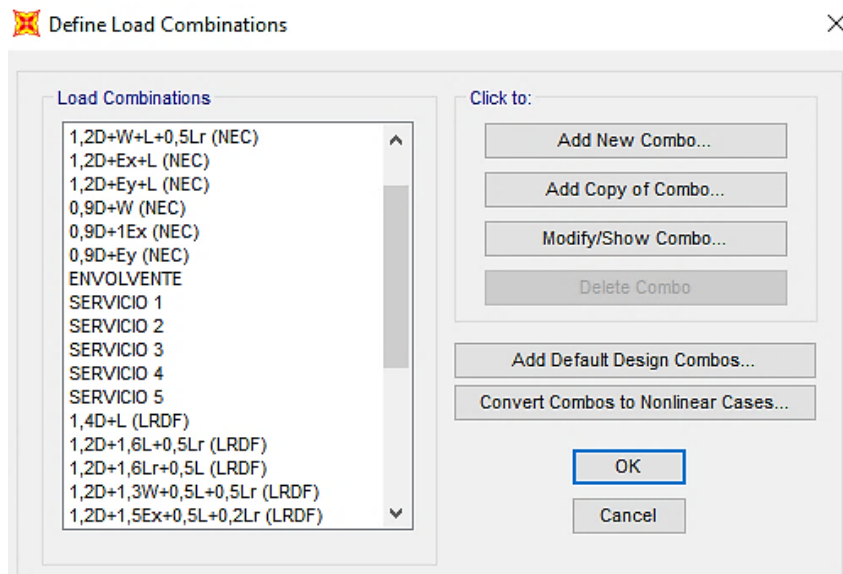 Define Load Combinations
Load Combinations
1,2D+W+L+0,5Lr (NEC)
1,2D+Ex+L (NEC)
1,2D+Ey+L (NEC)
0,9D+W (NEC)
0,9D+1Ex (NEC)
0,9D+Ey (NEC)
ENVOLVENTE
SERVICIO 1
SERVICIO 2
SERVICIO 3
SERVICIO 4
SERVICIO 5
1,4D+L (LRDF)
1,2D+1,6L+0,5Lr (LRDF)
1,2D+1,6Lr+0,5L (LRDF)
1,2D+1,3W+0,5L+0,5Lr (LRDF)
1,2D+1,5Ex+0,5L+0,2Lr (LRDF)
Click to:
Add New Combo...
Add Copy of Combo...
Modify/Show Combo...
Delete Combo
Add Default Design Combos...
Convert Combos to Nonlinear Cases...
OK
Cancel